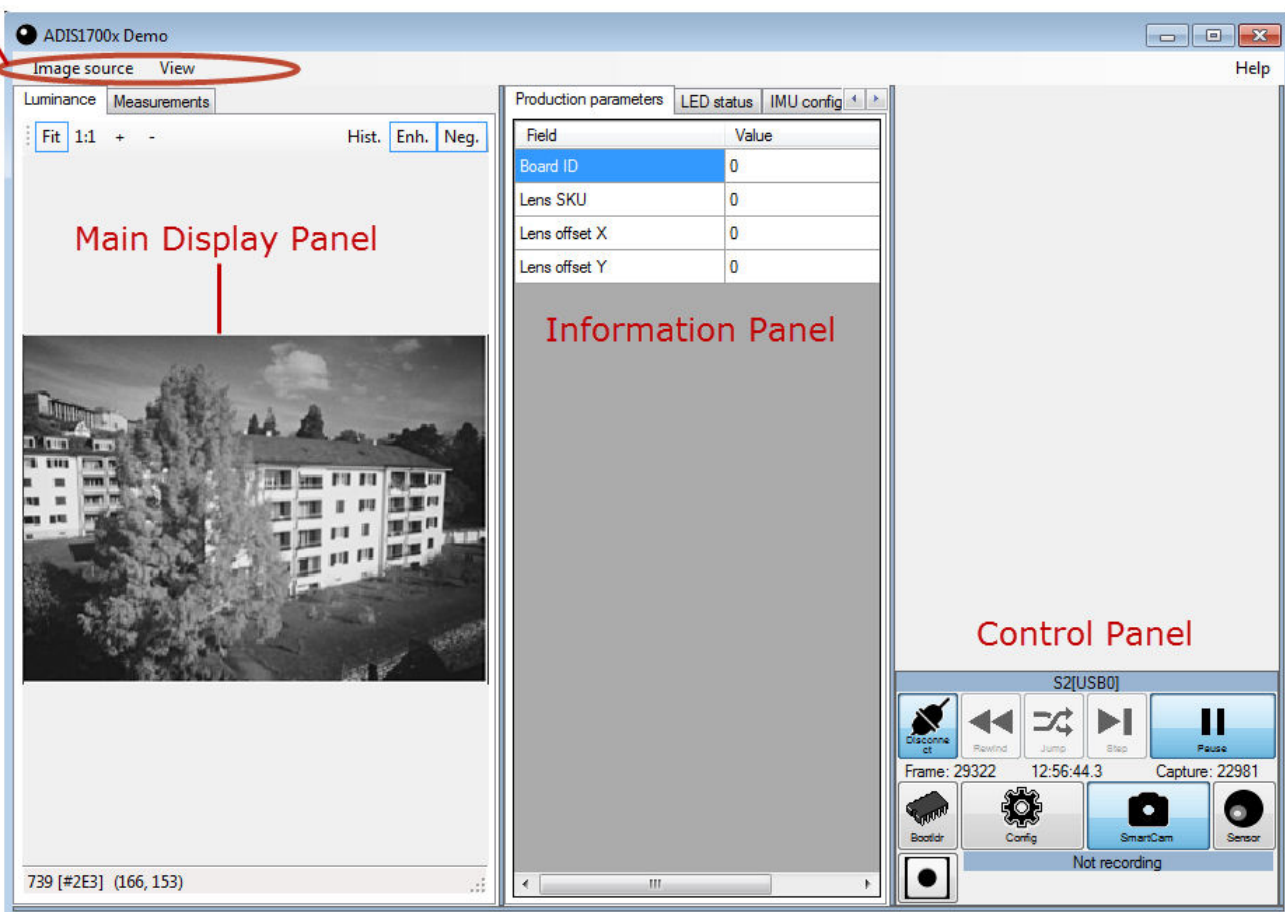 ADIS1700x Demo
Image source View Help
Luminance Measurements
Fit 1:1 + - Hist. Enh. Neg.
Main Display Panel
739 [#2E3] (166, 153)
Production parameters LED status IMU config
Field Value
Board ID 0
Lens SKU 0
Lens offset X 0
Lens offset Y 0
Information Panel
Control Panel
S2[USB0]
Disconne
ct Rewind Jump Step Pause
Frame: 29322 12:56:44.3 Capture: 22981
Bootldr Config SmartCam Sensor
Not recording